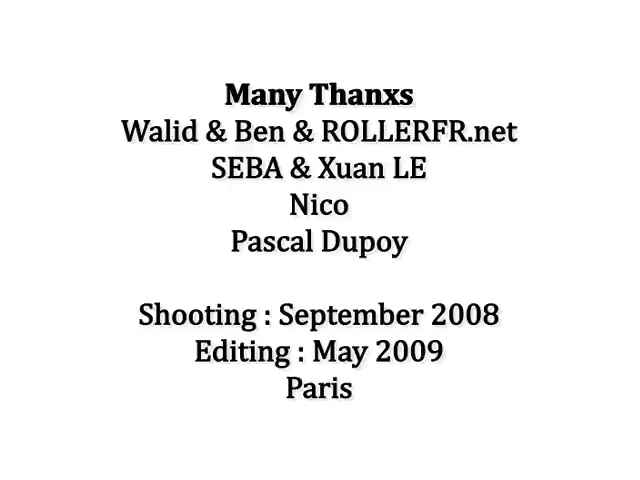 Many Thanxs
Walid & Ben & ROLLERFR.net
SEBA & Xuan LE
Nico
Pascal Dupoy
Shooting : September 2008
Editing : May 2009
Paris